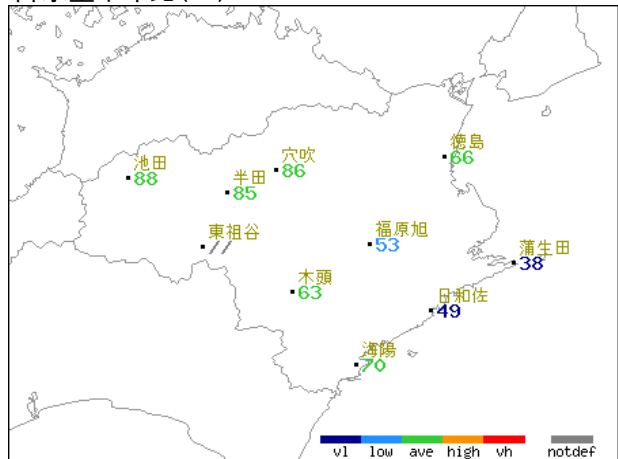 徳島
66
穴吹
86
池田
88
半田
85
東祖谷
//
福原旭
53
蒲生田
38
木頭
63
日和佐
49
海陽
70
vl low ave high vh notdef